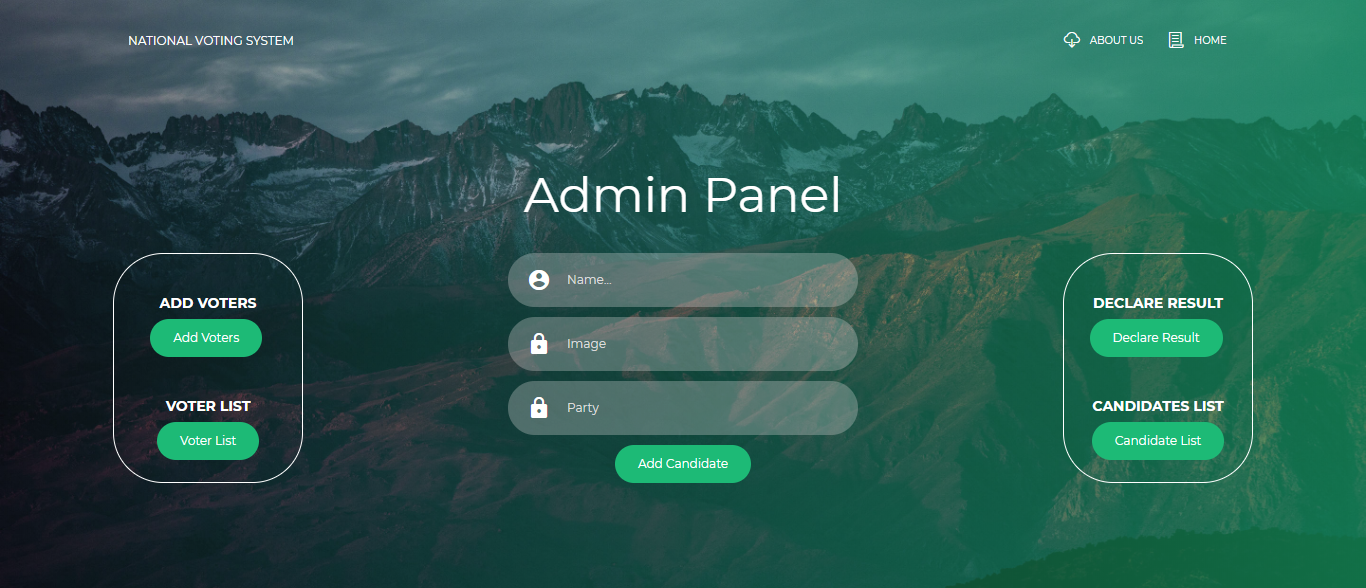 NATIONAL VOTING SYSTEM
ABOUT US
HOME
Admin Panel
ADD VOTERS
Add Voters
VOTER LIST
Voter List
Name...
Image
Party
Add Candidate
DECLARE RESULT
Declare Result
CANDIDATES LIST
Candidate List